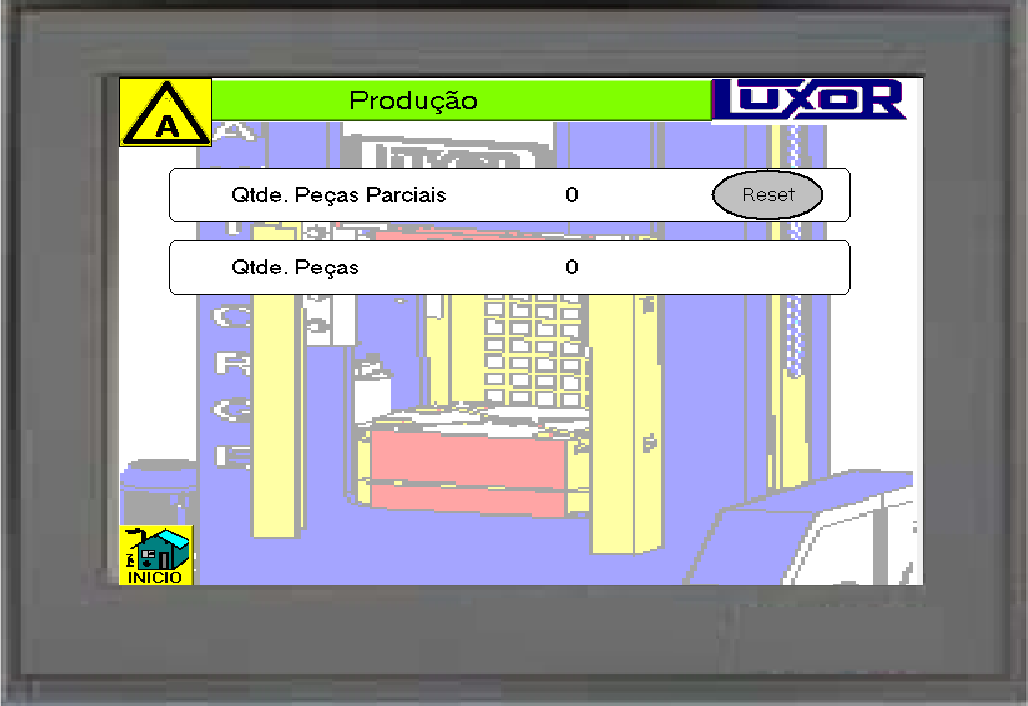 A
Produção
LUXOR
Qtde. Peças Parciais 0 Reset
Qtde. Peças 0
INICIO